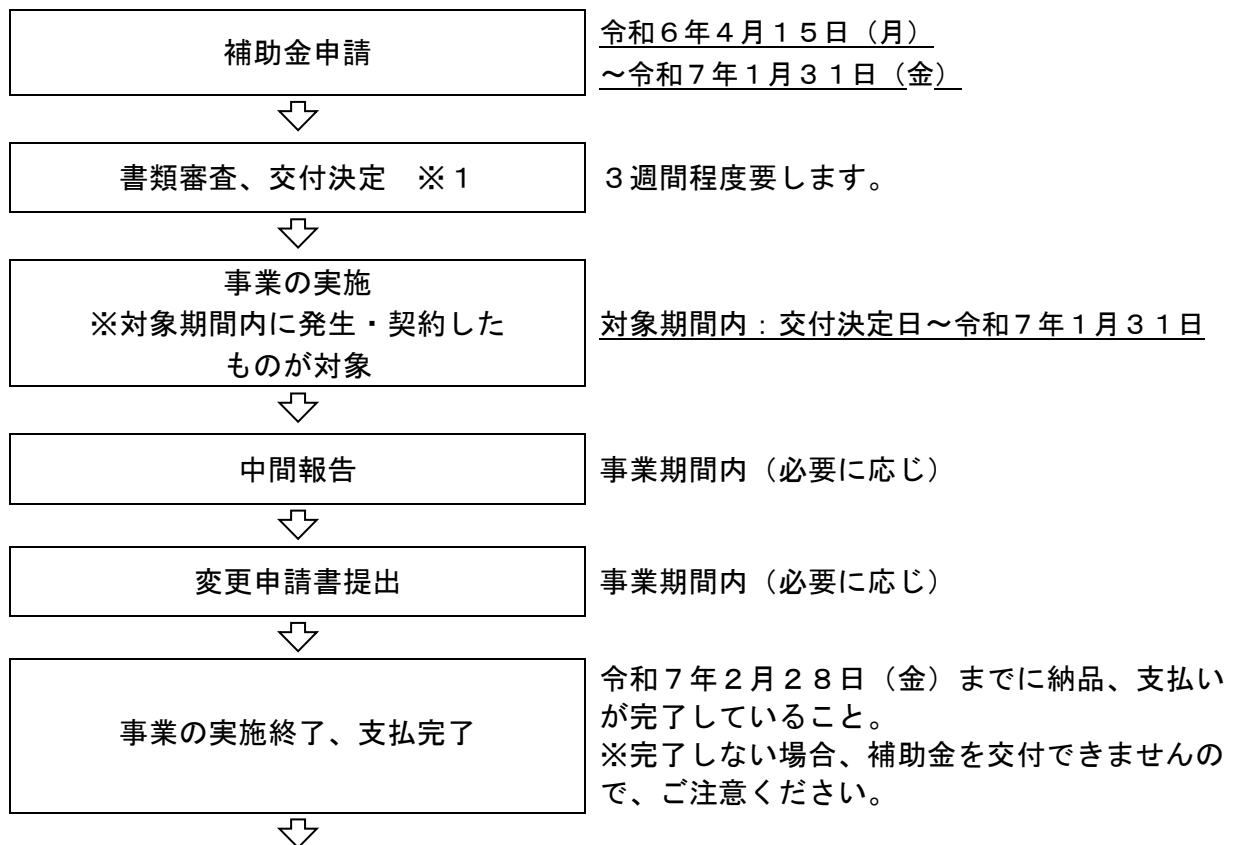 補助金申請
令和６年４月１５日（月）
～令和７年１月３１日（金）
書類審査、交付決定　※１
３週間程度要します。
事業の実施
※対象期間内に発生・契約した
ものが対象
対象期間内：交付決定日～令和７年１月３１日
中間報告
事業期間内（必要に応じ）
変更申請書提出
事業期間内（必要に応じ）
事業の実施終了、支払完了
令和７年２月２８日（金）までに納品、支払い
が完了していること。
※完了しない場合、補助金を交付できませんの
で、ご注意ください。